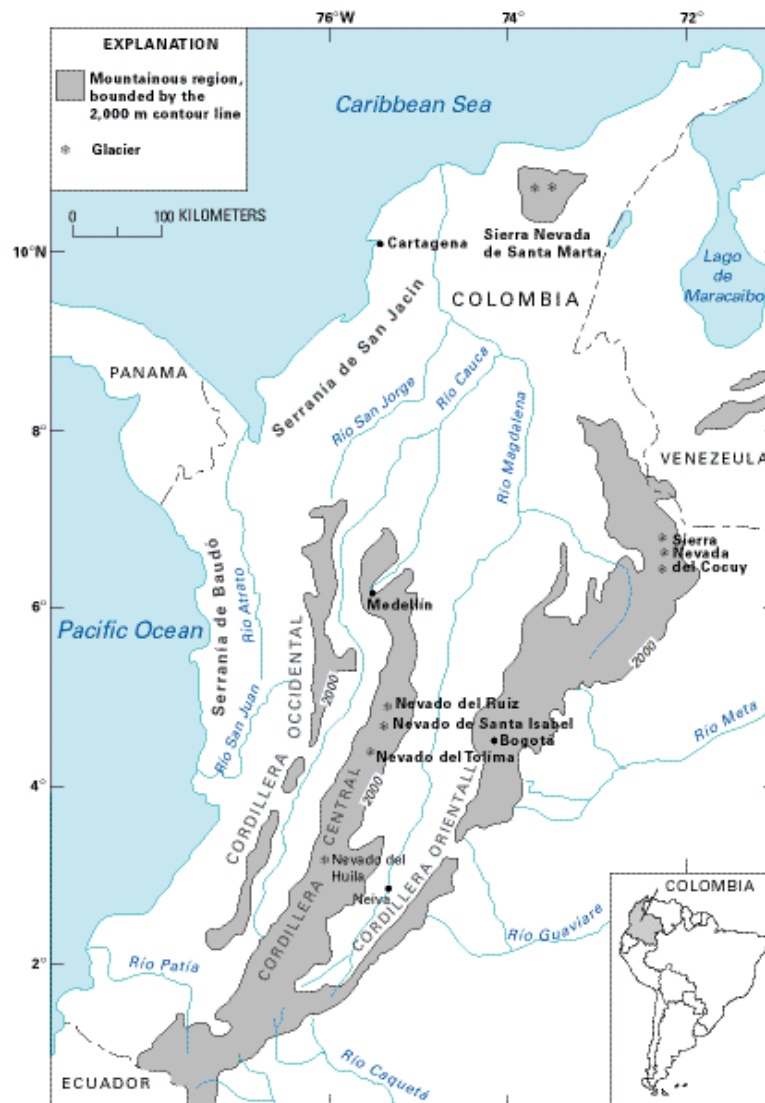 76°W
74°
72°
EXPLANATION
Mountainous region,
bounded by the
2,000 m contour line
Glacier
0 100 KILOMETERS
Caribbean Sea
10°N
Cartagena
Sierra Nevada
de Santa Marta
Lago
de
Maracaibo
COLOMBIA
Serranía de San Jacin
PANAMA
Río San Jorge
Río Cauca
Río Magdalena
8°
VENEZEULA
Sierra
Nevada
del Cocuy
Serranía de Baudó
Río Atrato
6°
Medellín
Pacific Ocean
2000
2000
Nevado del Ruiz
Nevado de Santa Isabel
Bogotá
Nevado del Tolima
Río Meta
Río San Juan
CORDILLERA OCCIDENTAL
4°
2000
CORDILLERA CENTRAL
CORDILLERA ORIENTALL
Nevado del
Huila
Neiva
COLOMBIA
Río Guaviare
Río Patía
2°
Río Caquetá
ECUADOR